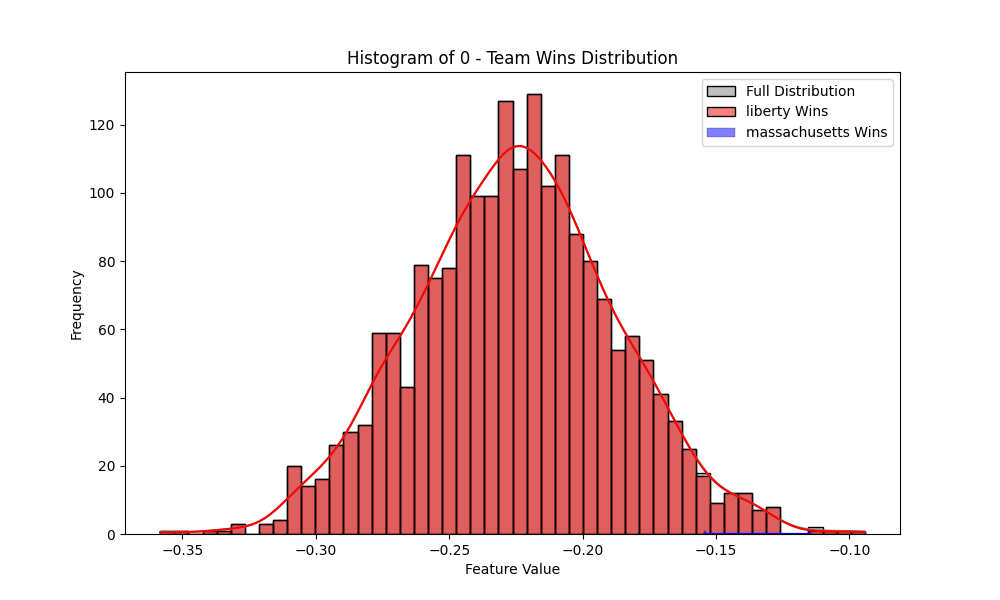 Histogram of 0 - Team Wins Distribution
Full Distribution
liberty Wins
massachusetts Wins
Frequency
120
100
80
60
40
20
0
−0.35 −0.30 −0.25 −0.20 −0.15 −0.10
Feature Value